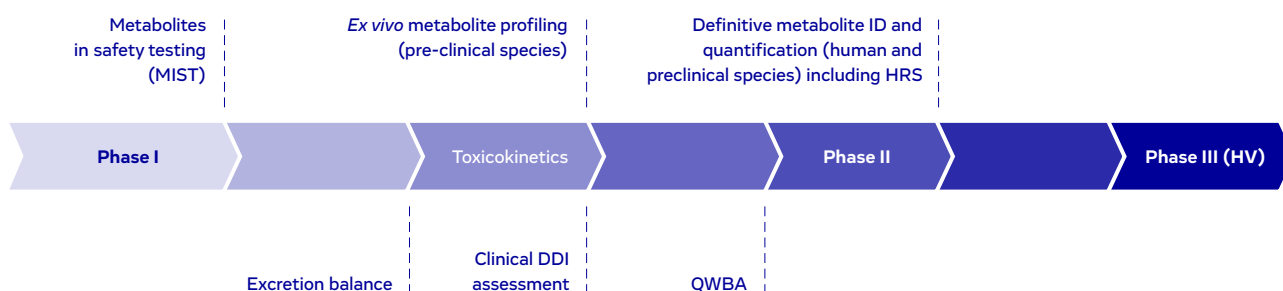 Metabolites
in safety testing
(MIST)
Ex vivo metabolite profiling
(pre-clinical species)
Definitive metabolite ID and
quantification (human and
preclinical species) including HRS
Phase I
Toxicokinetics
Phase II
Phase III (HV)
Excretion balance
Clinical DDI
assessment
QWBA